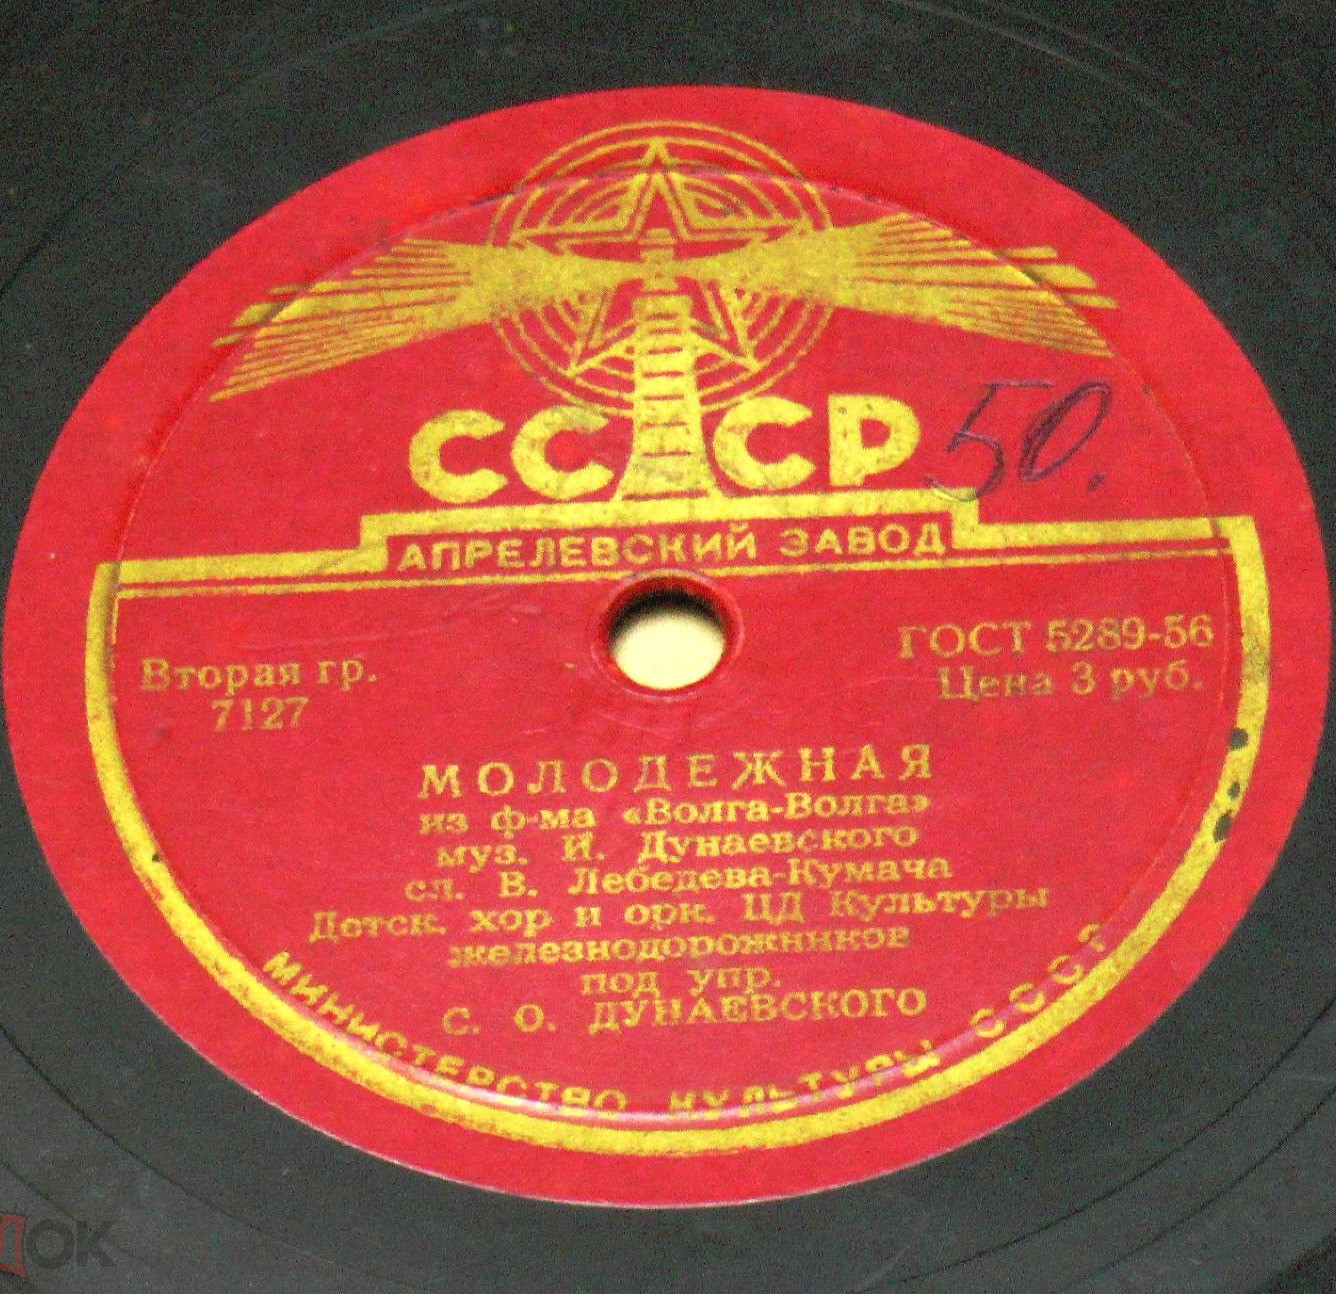 СССР
50.
АПРЕЛЕВСКИЙ ЗАВОД
Вторая гр.
7127
ГОСТ 5289-56
Цена 3 руб.
МОЛОДЕЖНАЯ
из ф-ма «Волга-Волга»
муз. И. Дунаевского
сл. В. Лебедева-Кумача
Детск. хор и орк. ЦД Культуры
железнодорожников
под упр.
С. О. ДУНАЕВСКОГО
МИНИСТЕРСТВО КУЛЬТУРЫ СССР
ОК